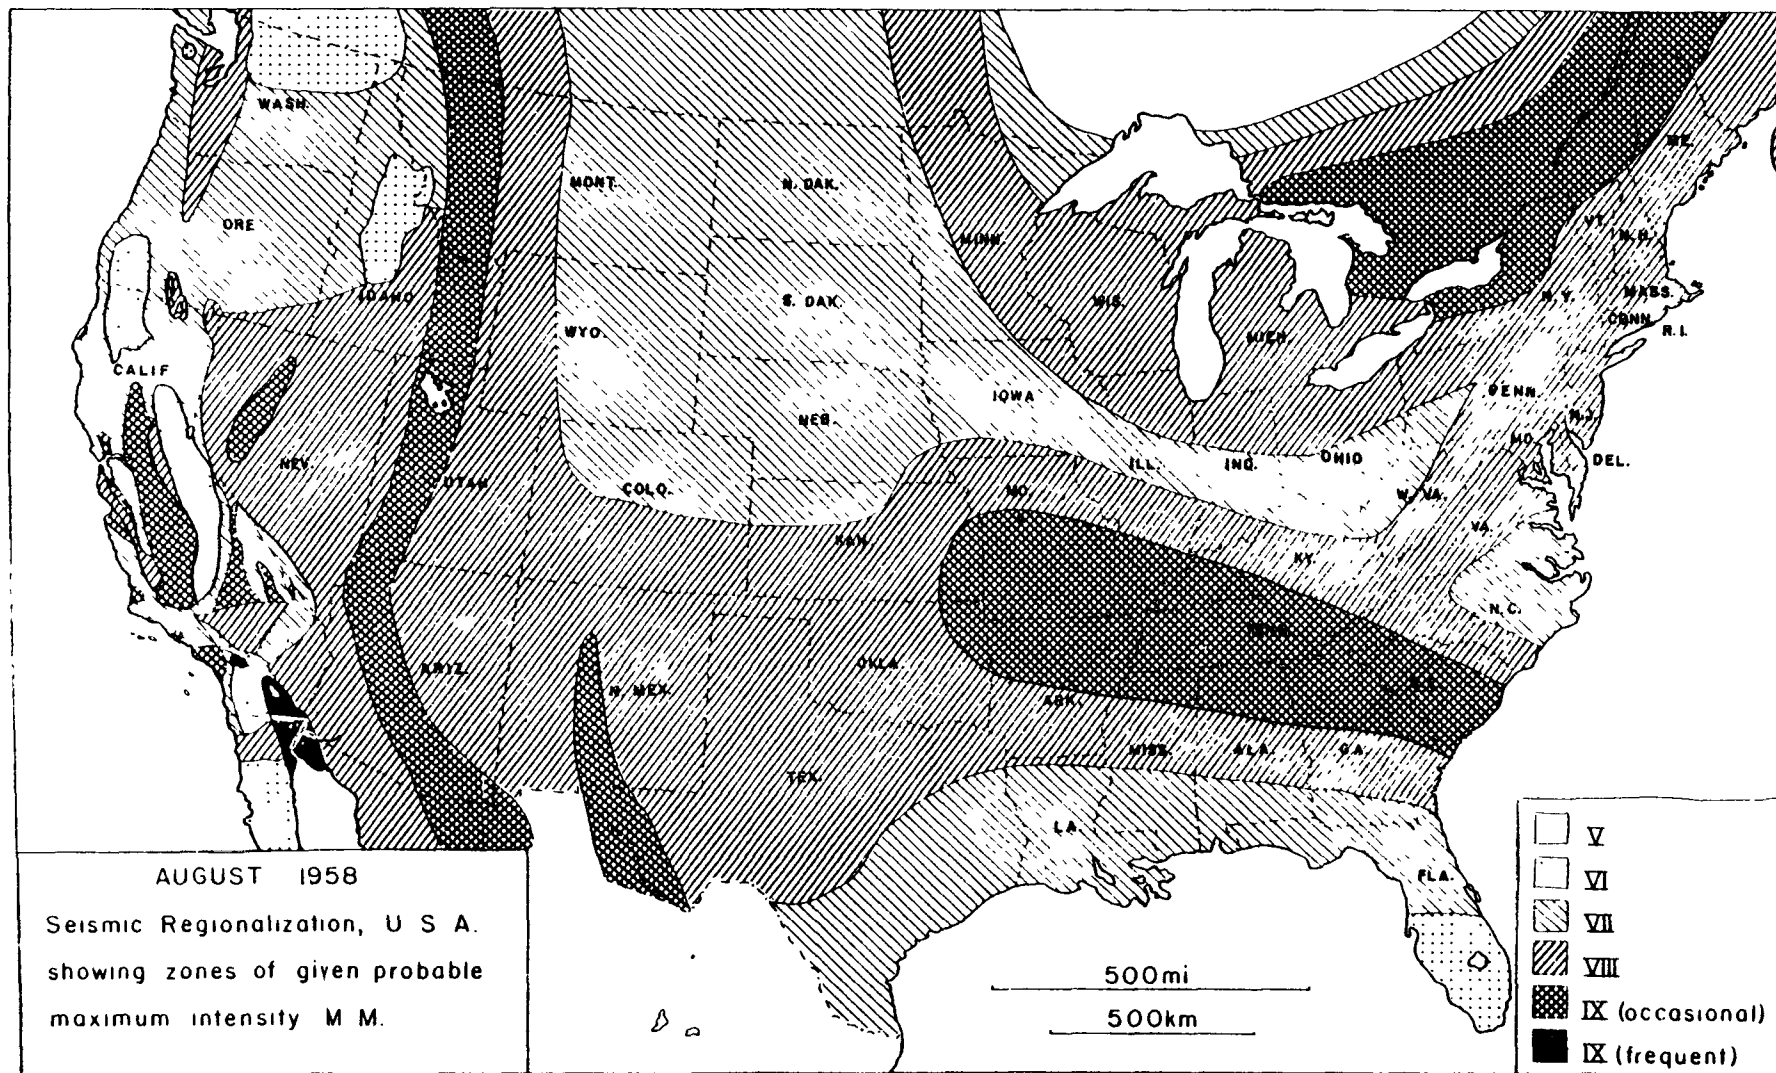 WASH.
ME.
MONT.
N. DAK.
ORE
MINN.
VT.
N. H.
IDAHO
WYO.
S. DAK.
WIS.
N. Y.
MASS.
CONN.
R. I.
MICH.
CALIF
IOWA
NEB.
PENN.
N. J.
MD.
DEL.
NEV.
UTAH
COLO.
ILL.
IND.
OHIO
W. VA.
MO.
VA.
KAN.
KY.
N. C.
TENN.
ARIZ.
N. MEX.
OKLA
ARK.
S. C.
MISS.
ALA.
GA.
TEX.
LA.
FLA.
AUGUST 1958
Seismic Regionalization, U S A.
showing zones of given probable
maximum intensity M M.
500mi
500km
V
VI
VII
VIII
IX (occasional)
IX (frequent)